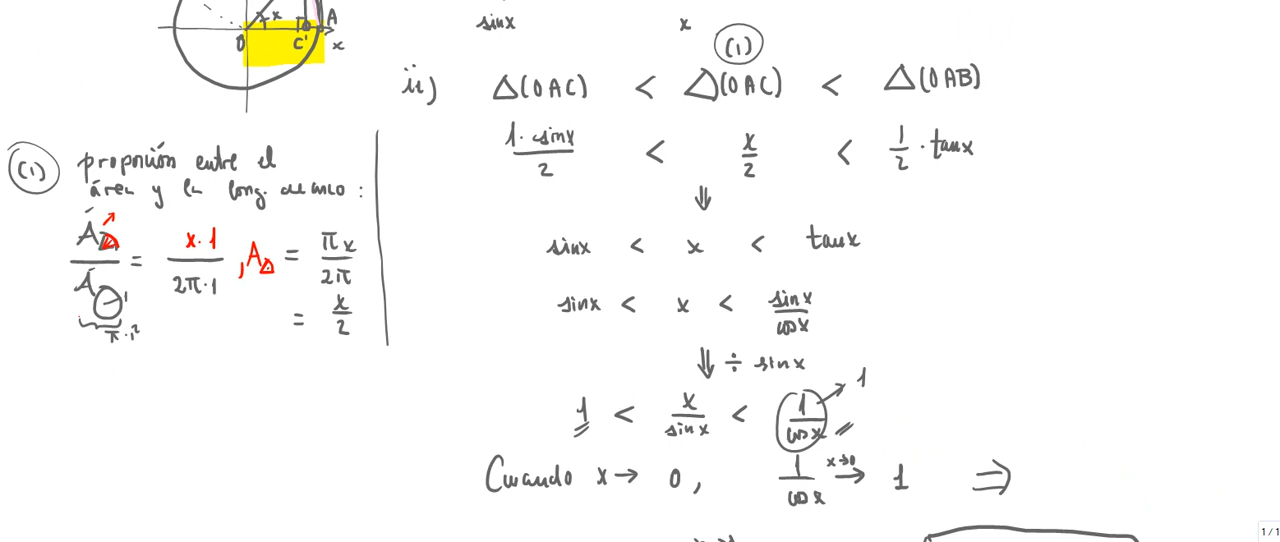 sinx x
A
x
O C' x
(1)
ii) Δ(OAC) < ⌓(OAC) < Δ(OAB)
1·sinx/2 < x/2 < 1/2 · tanx
⇓
sinx < x < tanx
sinx < x < sinx/cosx
⇓ ÷ sinx
1 < x/sinx < 1/cosx → 1
Cuando x → 0, 1/cosx x→0→ 1 ⇒
(1) proporción entre el
área y la long. del arco :
Á/Á = x·1/2π·1 , A = πx/2π
π·1² = x/2
1 / 1